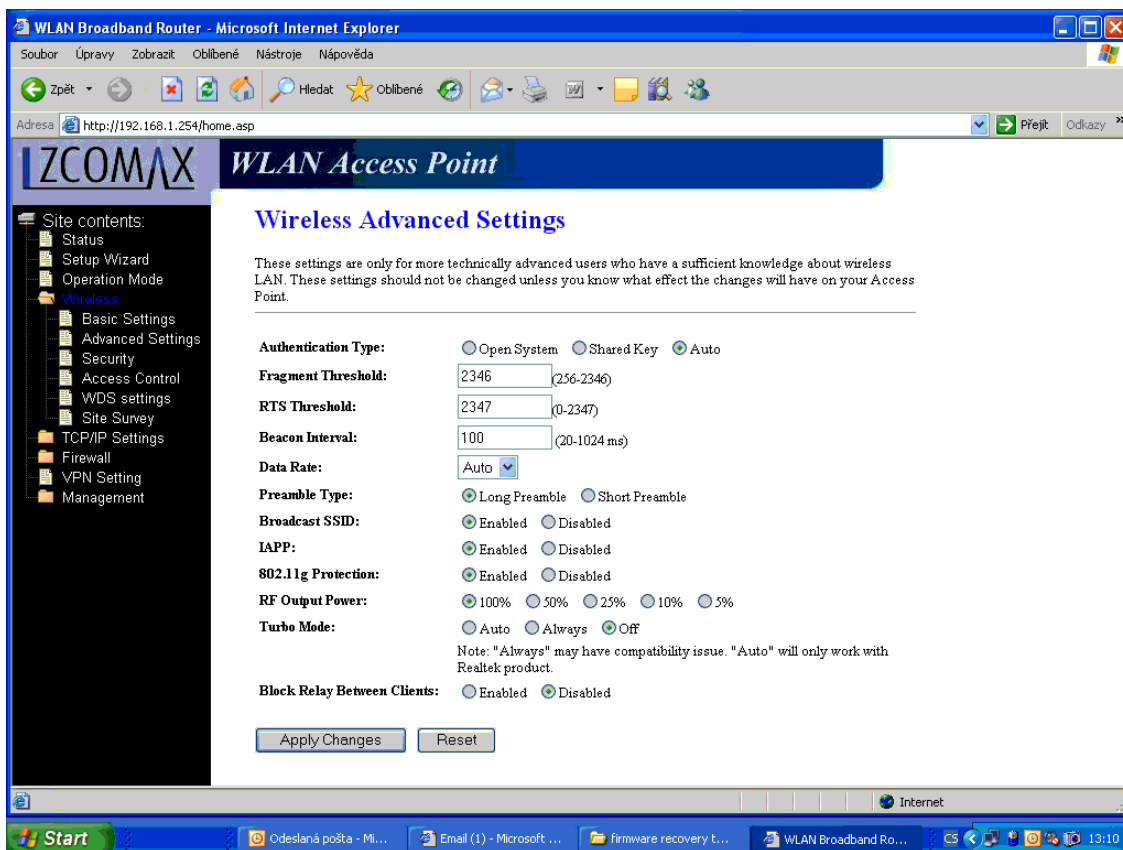 WLAN Broadband Router - Microsoft Internet Explorer
Soubor Úpravy Zobrazit Oblíbené Nástroje Nápověda
Zpět Hledat Oblíbené
Adresa http://192.168.1.254/home.asp Přejít Odkazy »
ZCOMAX WLAN Access Point
Site contents:
Status
Setup Wizard
Operation Mode
Wireless
Basic Settings
Advanced Settings
Security
Access Control
WDS settings
Site Survey
TCP/IP Settings
Firewall
VPN Setting
Management
Wireless Advanced Settings
These settings are only for more technically advanced users who have a sufficient knowledge about wireless
LAN. These settings should not be changed unless you know what effect the changes will have on your Access
Point.
Authentication Type: Open System Shared Key Auto
Fragment Threshold: 2346 (256-2346)
RTS Threshold: 2347 (0-2347)
Beacon Interval: 100 (20-1024 ms)
Data Rate: Auto
Preamble Type: Long Preamble Short Preamble
Broadcast SSID: Enabled Disabled
IAPP: Enabled Disabled
802.11g Protection: Enabled Disabled
RF Output Power: 100% 50% 25% 10% 5%
Turbo Mode: Auto Always Off
Note: "Always" may have compatibility issue. "Auto" will only work with
Realtek product.
Block Relay Between Clients: Enabled Disabled
Apply Changes Reset
Internet
Start Odeslaná pošta - Mi... Email (1) - Microsoft ... firmware recovery t... WLAN Broadband Ro... CS 13:10